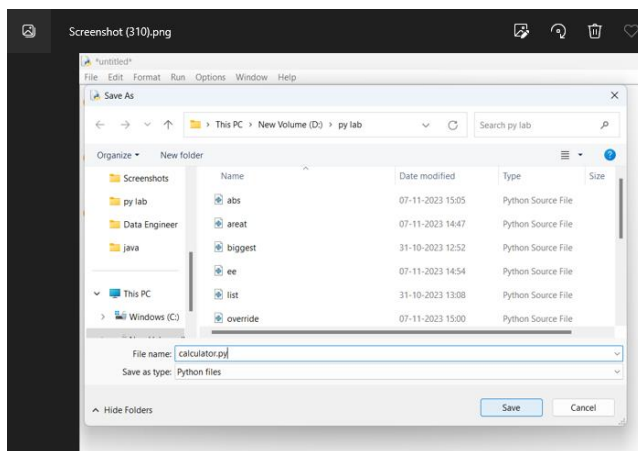 Screenshot (310).png
*untitled*
File Edit Format Run Options Window Help
Save As
This PC > New Volume (D:) > py lab
Search py lab
Organize New folder
Name Date modified Type Size
Screenshots
py lab
Data Engineer
java
This PC
Windows (C:)
abs 07-11-2023 15:05 Python Source File
areat 07-11-2023 14:47 Python Source File
biggest 31-10-2023 12:52 Python Source File
ee 07-11-2023 14:54 Python Source File
list 31-10-2023 13:08 Python Source File
override 07-11-2023 15:00 Python Source File
File name: calculator.py
Save as type: Python files
Hide Folders
Save Cancel